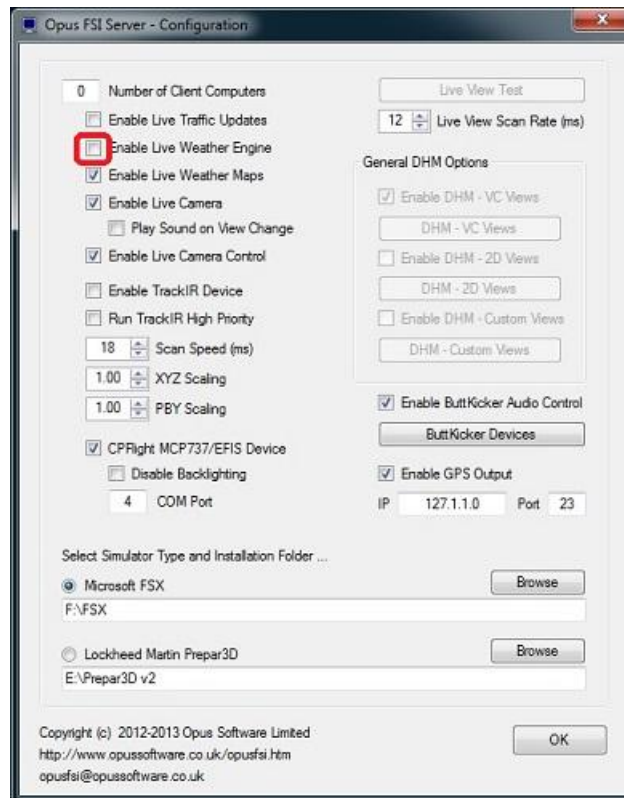 Opus FSI Server - Configuration
0 Number of Client Computers
Enable Live Traffic Updates
Enable Live Weather Engine
Enable Live Weather Maps
Enable Live Camera
Play Sound on View Change
Enable Live Camera Control
Enable TrackIR Device
Run TrackIR High Priority
18 Scan Speed (ms)
1.00 XYZ Scaling
1.00 PBY Scaling
CPFlight MCP737/EFIS Device
Disable Backlighting
4 COM Port
Live View Test
12 Live View Scan Rate (ms)
General DHM Options
Enable DHM - VC Views
DHM - VC Views
Enable DHM - 2D Views
DHM - 2D Views
Enable DHM - Custom Views
DHM - Custom Views
Enable ButtKicker Audio Control
ButtKicker Devices
Enable GPS Output
IP 127.1.1.0 Port 23
Select Simulator Type and Installation Folder ...
Microsoft FSX Browse
F:\FSX
Lockheed Martin Prepar3D Browse
E:\Prepar3D v2
Copyright (c) 2012-2013 Opus Software Limited
http://www.opussoftware.co.uk/opusfsi.htm
opusfsi@opussoftware.co.uk
OK